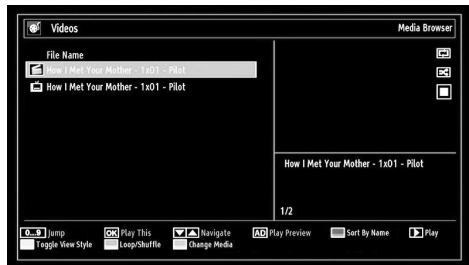 Videos
Media Browser
File Name
How I Met Your Mother - 1x01 - Pilot
How I Met Your Mother - 1x01 - Pilot
How I Met Your Mother - 1x01 - Pilot
1/2
0...9 Jump OK Play This Navigate AD Play Preview Sort By Name Play
Toggle View Style Loop/Shuffle Change Media